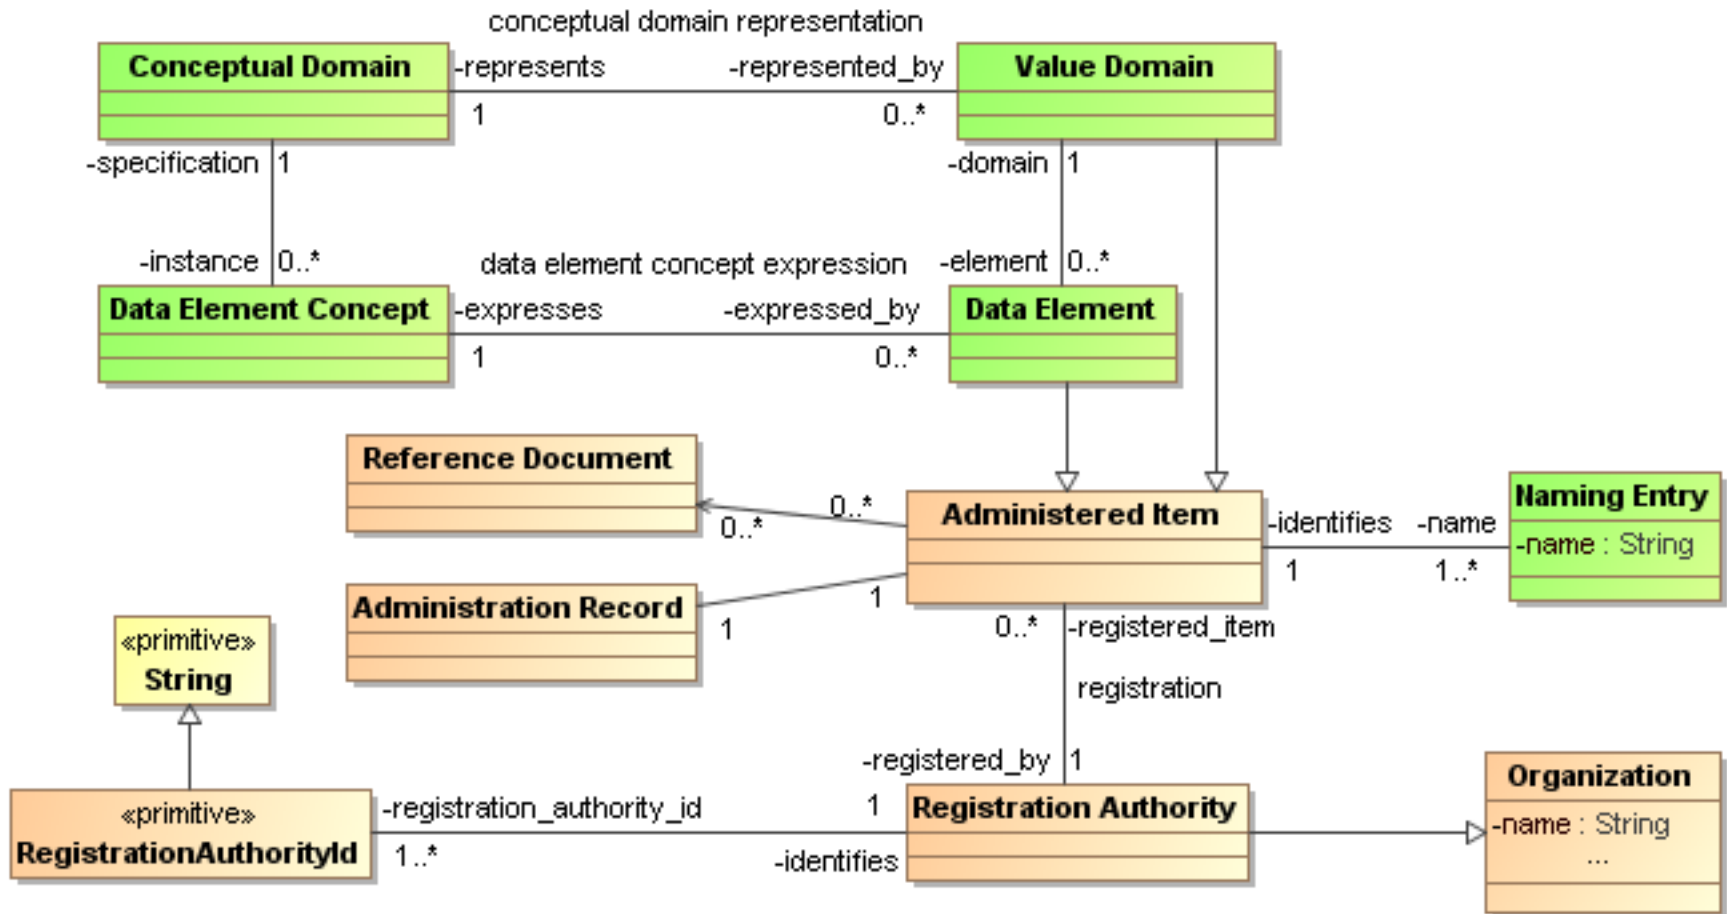 conceptual domain representation
Conceptual Domain
-represents
-represented_by
Value Domain
1
0..*
-specification
1
-domain
1
-instance
0..*
data element concept expression
-element
0..*
Data Element Concept
-expresses
-expressed_by
Data Element
1
0..*
Reference Document
0..*
0..*
Administered Item
-identifies
-name
1
1..*
Naming Entry
-name : String
Administration Record
1
1
0..*
-registered_item
«primitive»
String
registration
-registered_by
1
«primitive»
RegistrationAuthorityId
-registration_authority_id
1
1..*
-identifies
Registration Authority
Organization
-name : String
...